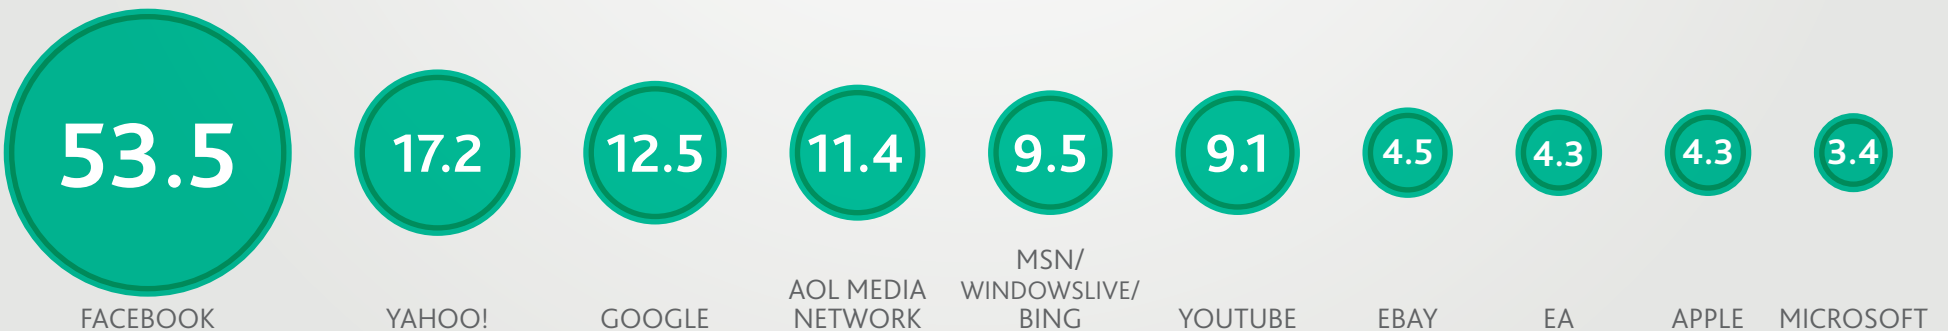 53.5
17.2
12.5
11.4
9.5
9.1
4.5
4.3
4.3
3.4
FACEBOOK
YAHOO!
GOOGLE
AOL MEDIA
NETWORK
MSN/
WINDOWSLIVE/
BING
YOUTUBE
EBAY
EA
APPLE
MICROSOFT